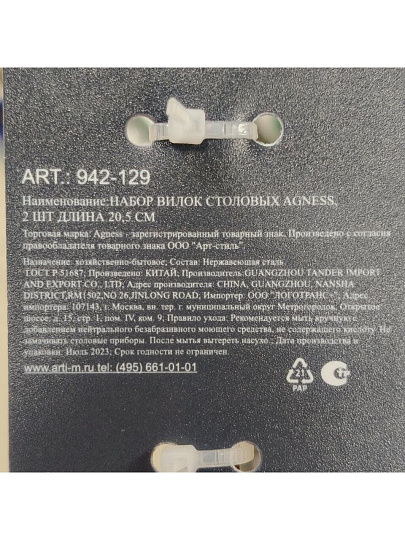 ART.: 942-129
Наименование:НАБОР ВИЛОК СТОЛОВЫХ AGNESS,
2 ШТ ДЛИНА 20,5 СМ
Торговая марка: Agness - зарегистрированный товарный знак. Произведено с согласия
правообладателя товарного знака ООО "Арт-стиль".
Назначение: хозяйственно-бытовое; Состав: Нержавеющая сталь
ГОСТ Р-51687; Произведено: КИТАЙ; Производитель:GUANGZHOU TANDER IMPORT
AND EXPORT CO., LTD; Адрес производителя: CHINA, GUANGZHOU, NANSHA
DISTRICT,RM1502,NO 26,JINLONG ROAD; Импортер: ООО "ЛОГОТРАНС +", Адрес
импортера: 107143, г. Москва, вн. тер. г. муниципальный округ Метрогородок, Открытое
шоссе, д. 15, стр. 1, пом. IV, ком. 9; Правило ухода: Рекомендуется мыть вручную с
добавлением нейтрального безабразивного моющего средства, не содержащего кислоту. Не
замачивать столовые приборы. После мытья вытереть насухо.; Дата производства и
упаковки: Июль 2023; Срок годности не ограничен.
www.arti-m.ru тел.: (495) 661-01-01
21
PAP